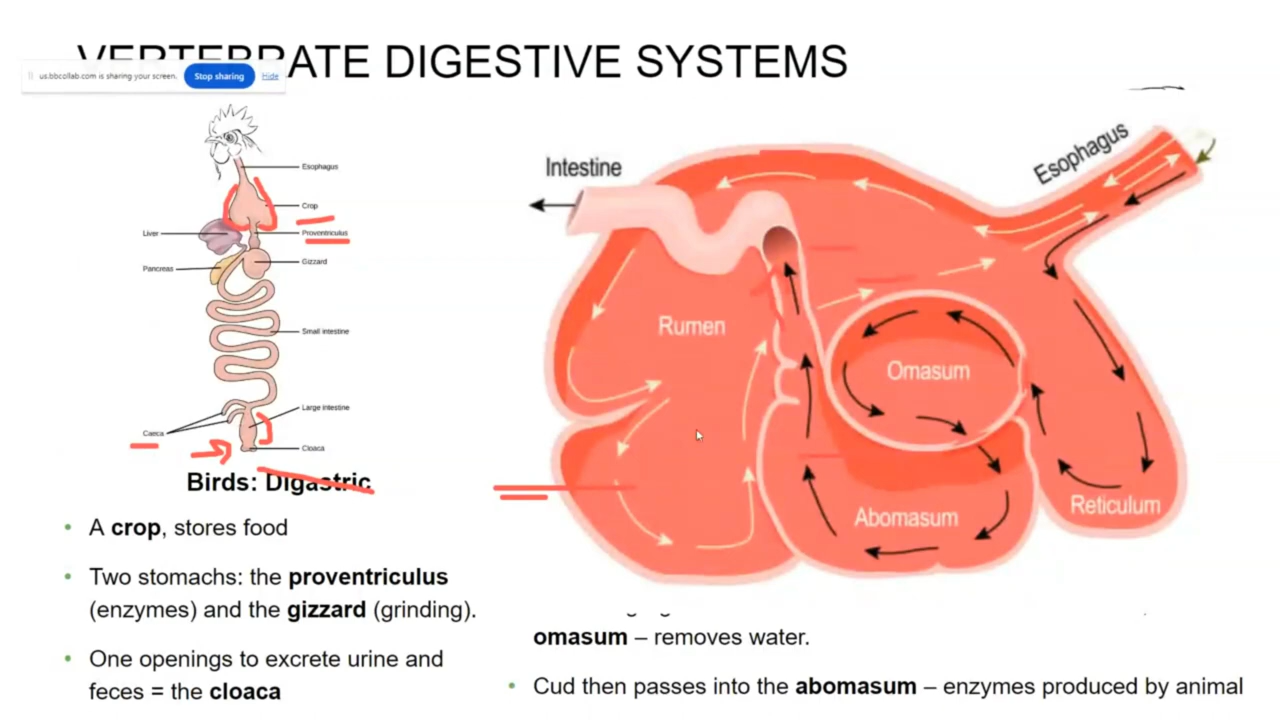 VERTEBRATE DIGESTIVE SYSTEMS
us.bbcollab.com is sharing your screen.
Stop sharing
Hide
Esophagus
Crop
Liver
Proventriculus
Pancreas
Gizzard
Small intestine
Large intestine
Caeca
Cloaca
Birds: Digastric
• A crop, stores food
• Two stomachs: the proventriculus
(enzymes) and the gizzard (grinding).
• One openings to excrete urine and
feces = the cloaca
Intestine
Esophagus
Rumen
Omasum
Abomasum
Reticulum
omasum – removes water.
• Cud then passes into the abomasum – enzymes produced by animal